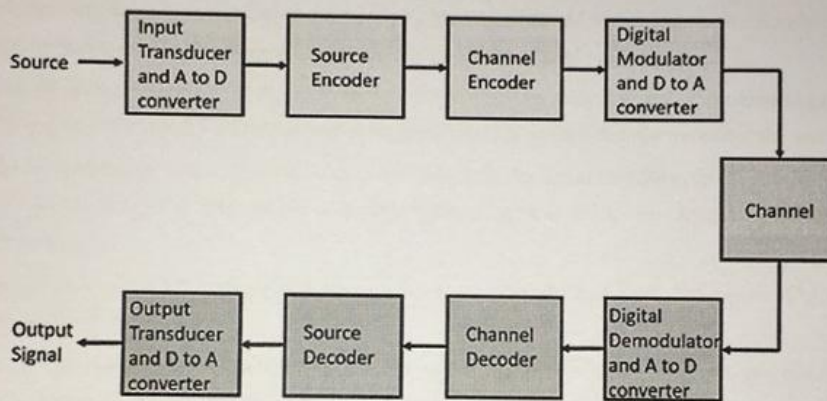 Source
Input
Transducer
and A to D
converter
Source
Encoder
Channel
Encoder
Digital
Modulator
and D to A
converter
Channel
Output
Signal
Output
Transducer
and D to A
converter
Source
Decoder
Channel
Decoder
Digital
Demodulator
and A to D
converter